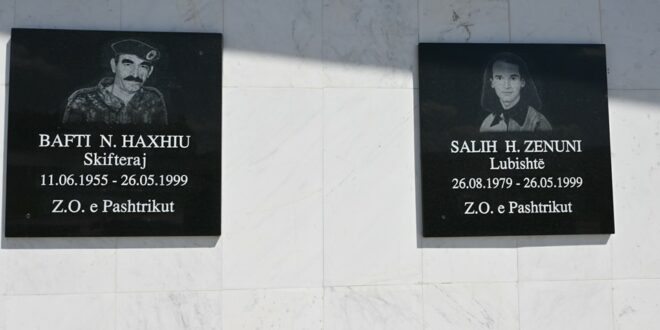 BAFTI N. HAXHIU
Skifteraj
11.06.1955 - 26.05.1999
Z.O. e Pashtrikut
SALIH H. ZENUNI
Lubishtë
26.08.1979 - 26.05.1999
Z.O. e Pashtrikut